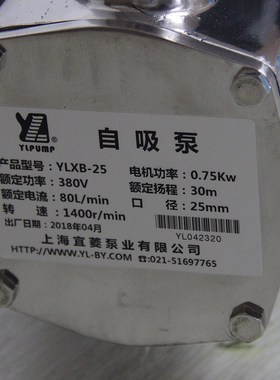 YLPUMP ®
自吸泵
产品型号: YLXB-25 电机功率: 0.75Kw
额定功率: 380V 额定扬程: 30m
额定电流: 80L/min 口 径: 25mm
转 速: 1400r/min
出厂日期: 2018年04月
YL042320
上海宜菱泵业有限公司
HTTP://WWW.YL-BY.COM ☎:021-51697765